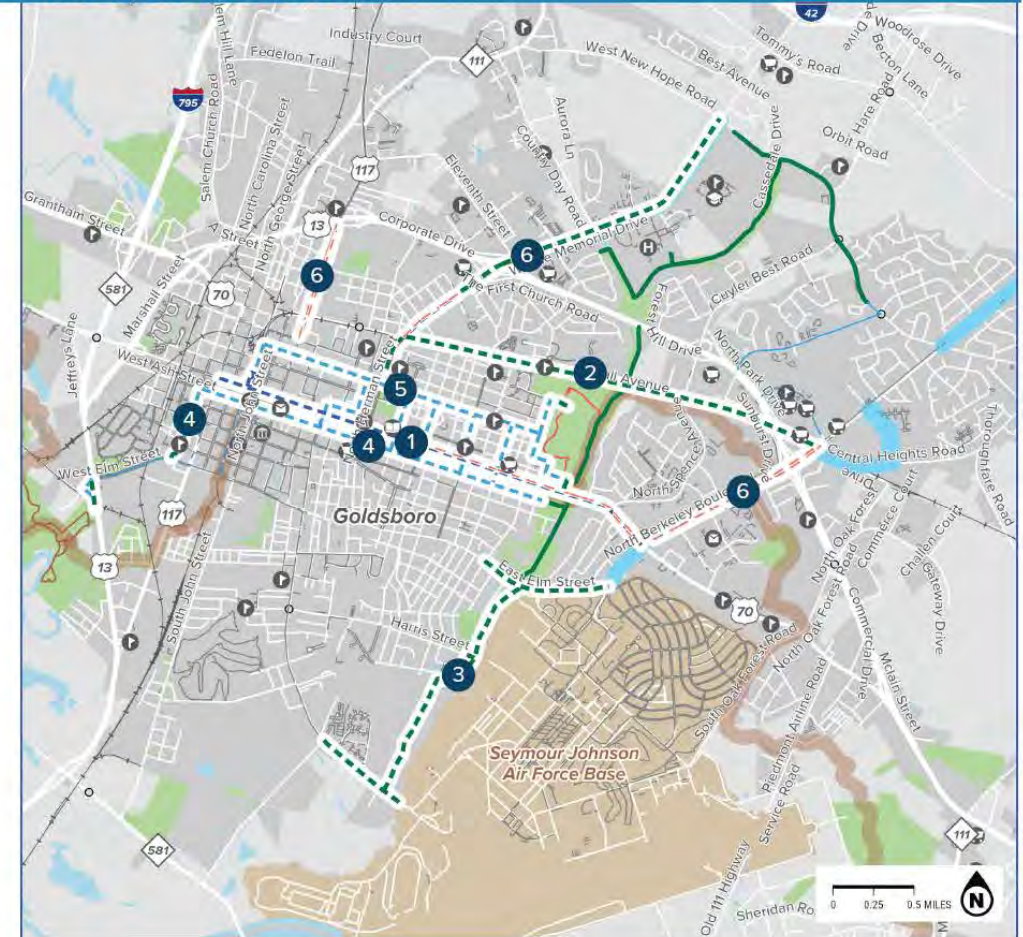 42
Woodrose Drive
Becton Lane
Tommy's Road
Best Avenue
West New Hope Road
Industry Court
Fedelon Trail
111
795
Salem Church Road
Hare Road
Orbit Road
Cassedale Drive
Aurora Ln
Country Day Road
Eleventh Street
117
13
North Carolina Street
North George Street
Grantham Street
A Street
Corporate Drive
Memorial Drive
H
6
6
The First Church Road
Cuyler Best Road
Forest
Hill Drive
581
70
Marshall Street
Jeffreys Lane
West Ash Street
North John Street
2
Avenue
5
North Park Drive
Sunburst Drive
4
4
1
West Elm Street
North Spence Avenue
Central Heights Road
Thoroughfare Road
6
North Berkeley Boulevard
Goldsboro
117
13
East Elm Street
North Oak Forest Road
Commerce Court
Challen Court
Gateway Drive
70
South John Street
Harris Street
3
Commercial Drive
Mclain Street
North Oak Forest Road
South Oak Forest Road
Piedmont Airline Road
Service Road
Seymour Johnson
Air Force Base
581
111
Old 111 Highway
Sheridan
0 0.25 0.5 MILES
N